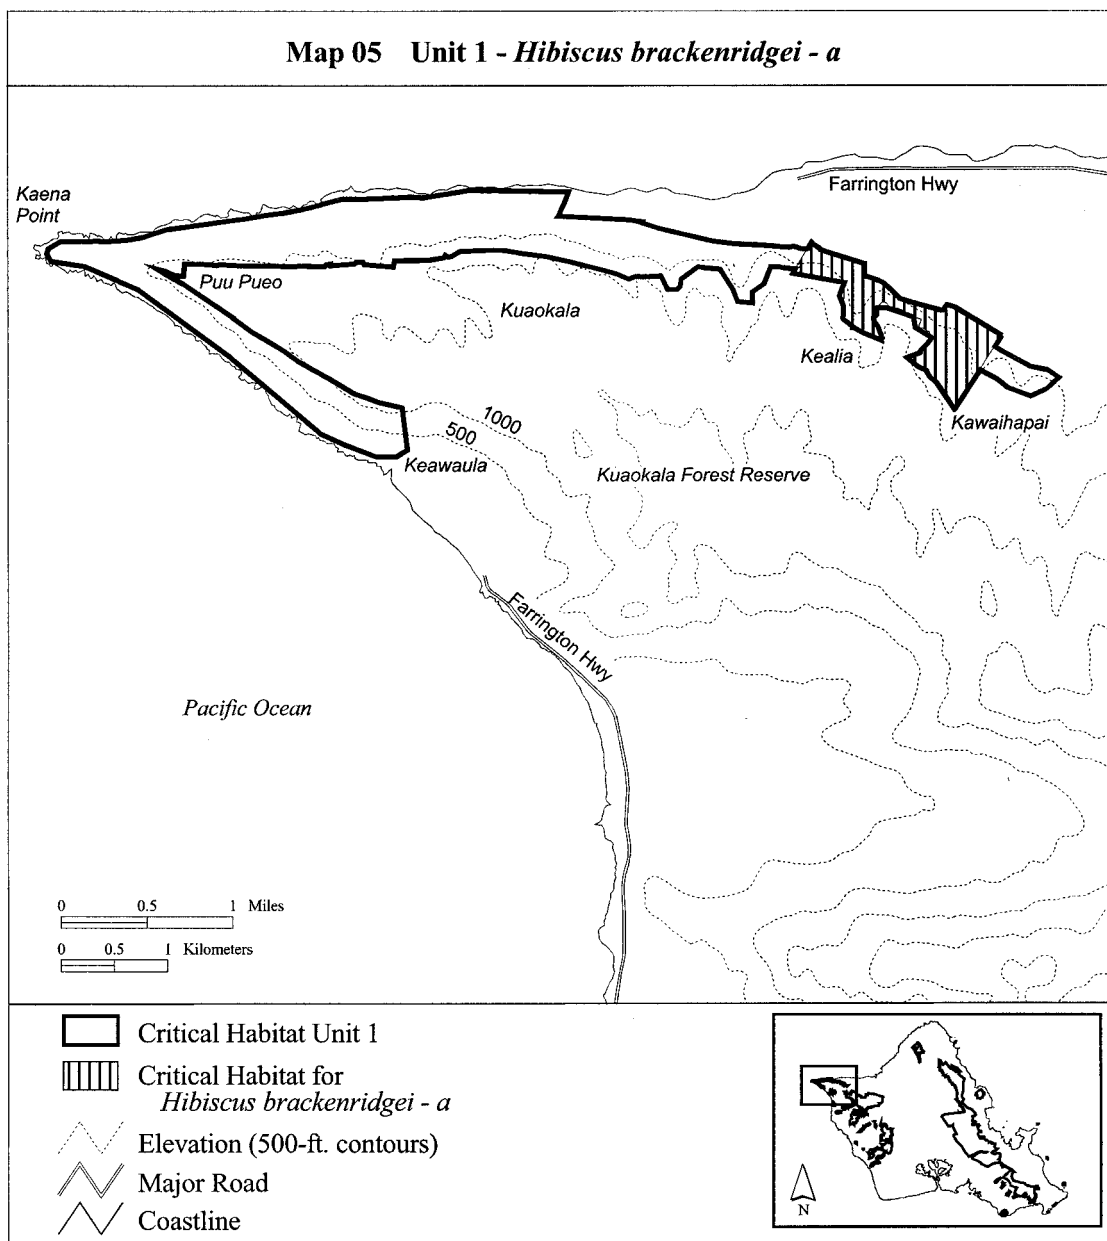 Map 05 Unit 1 - Hibiscus brackenridgei - a
Kaena
Point
Farrington Hwy
Puu Pueo
Kuaokala
Kealia
Kawaihapai
1000
500
Keawaula
Kuaokala Forest Reserve
Farrington Hwy
Pacific Ocean
0 0.5 1 Miles
0 0.5 1 Kilometers
Critical Habitat Unit 1
Critical Habitat for
Hibiscus brackenridgei - a
Elevation (500-ft. contours)
Major Road
Coastline
N